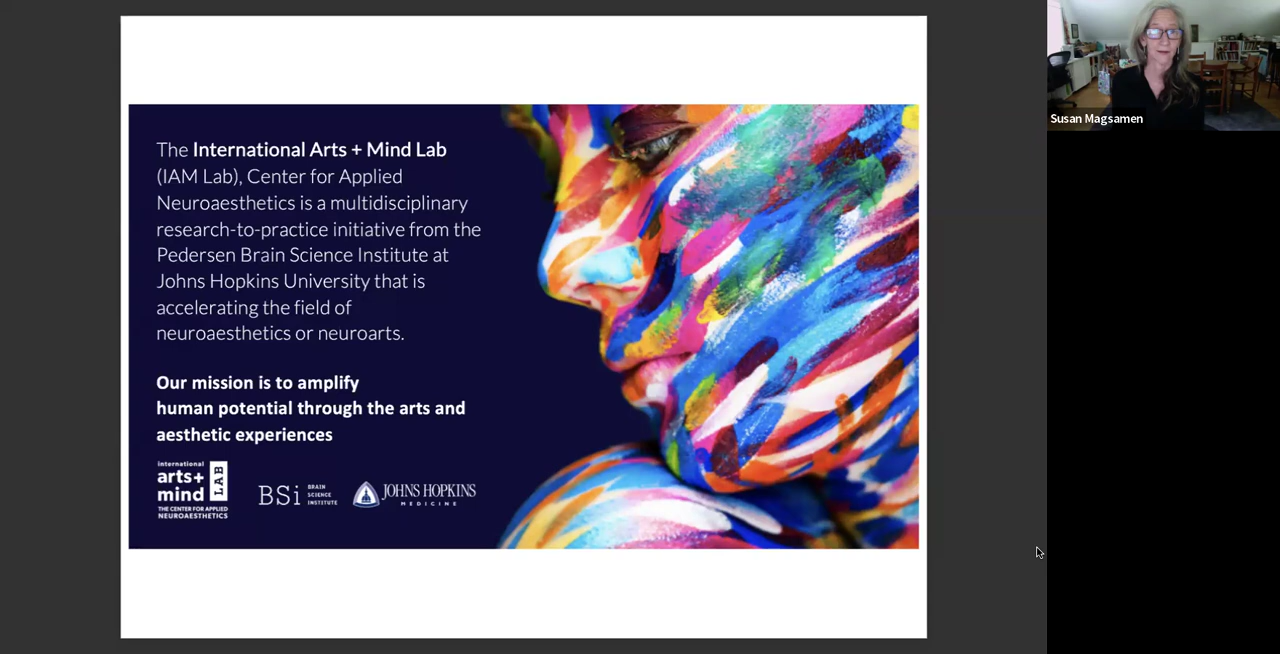 The International Arts + Mind Lab
(IAM Lab), Center for Applied
Neuroaesthetics is a multidisciplinary
research-to-practice initiative from the
Pedersen Brain Science Institute at
Johns Hopkins University that is
accelerating the field of
neuroaesthetics or neuroarts.
Our mission is to amplify
human potential through the arts and
aesthetic experiences
international
arts+
mind
LAB
THE CENTER FOR APPLIED
NEUROAESTHETICS
BSi
BRAIN
SCIENCE
INSTITUTE
JOHNS HOPKINS
MEDICINE
Susan Magsamen